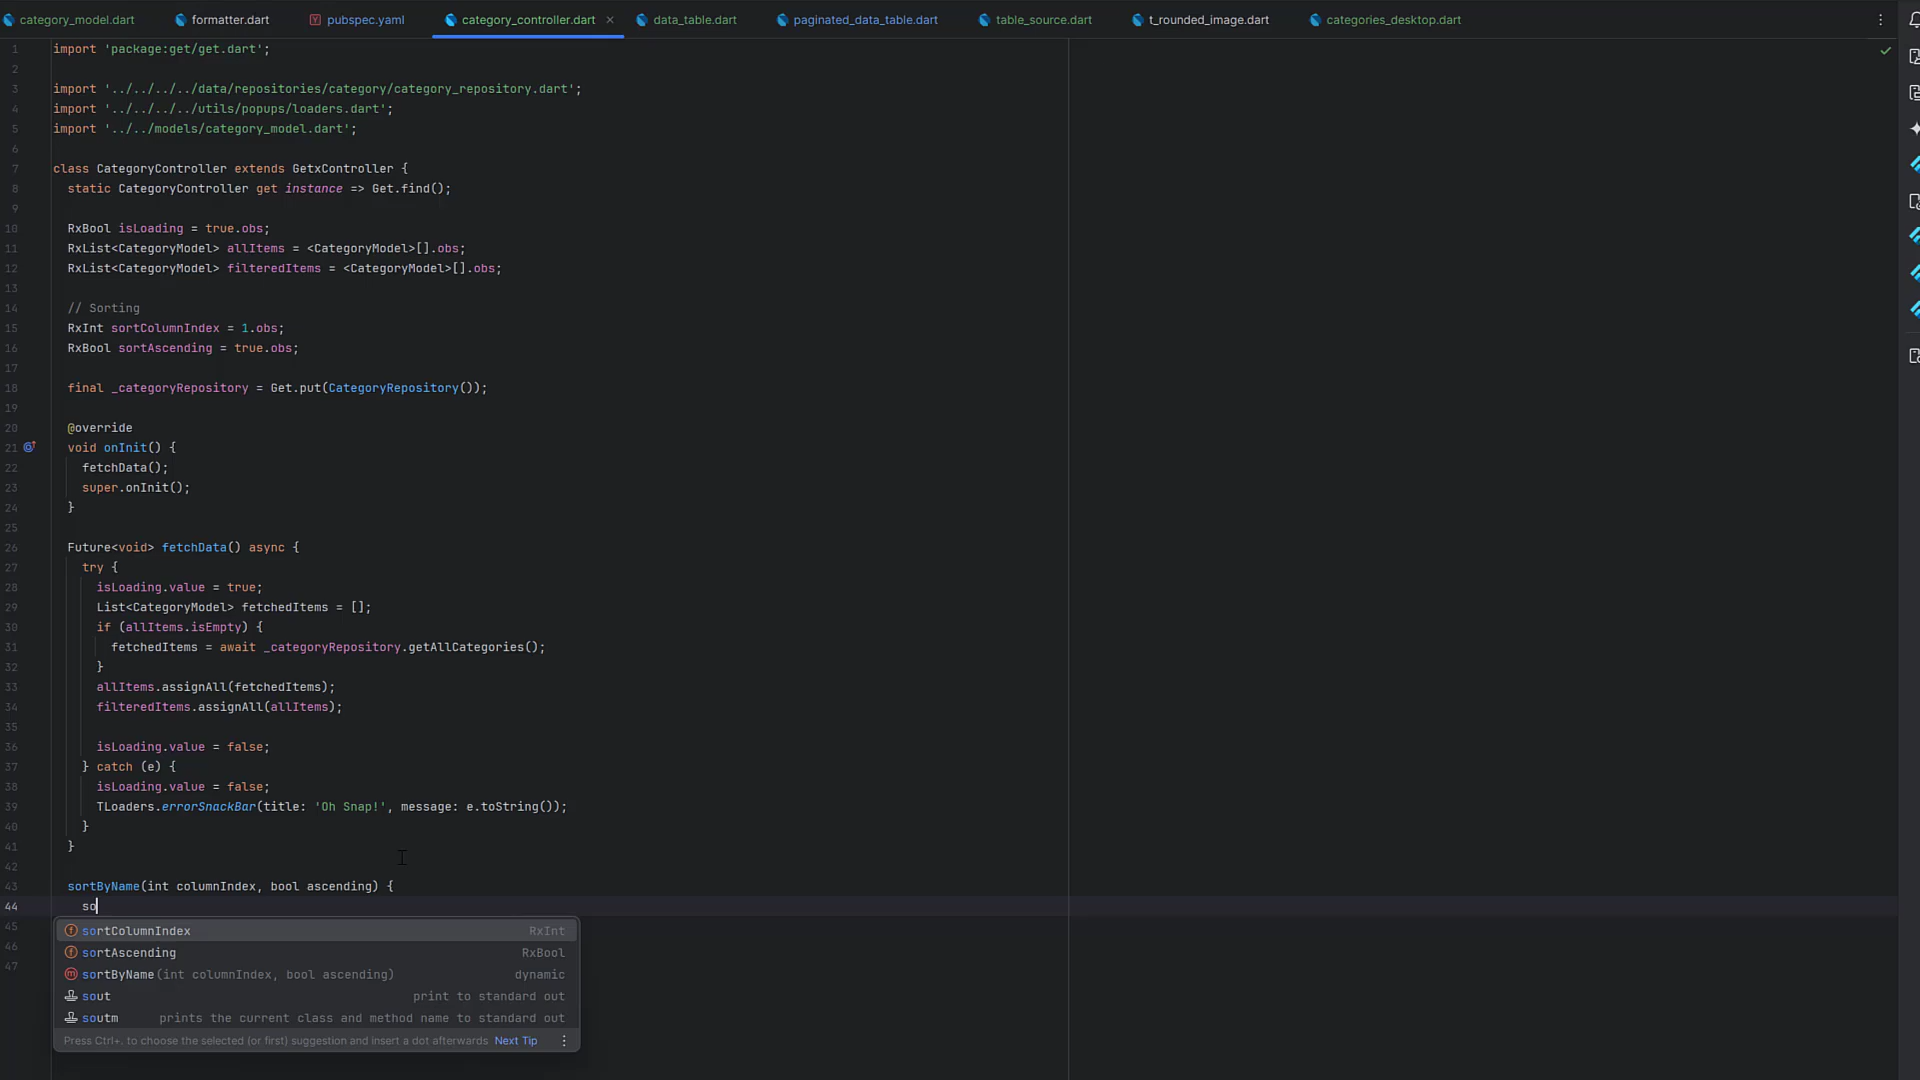 category_model.dart formatter.dart pubspec.yaml category_controller.dart data_table.dart paginated_data_table.dart table_source.dart t_rounded_image.dart categories_desktop.dart
1 import 'package:get/get.dart';
2
3 import '../../../../data/repositories/category/category_repository.dart';
4 import '../../../../utils/popups/loaders.dart';
5 import '../../models/category_model.dart';
6
7 class CategoryController extends GetxController {
8 static CategoryController get instance => Get.find();
9
10 RxBool isLoading = true.obs;
11 RxList<CategoryModel> allItems = <CategoryModel>[].obs;
12 RxList<CategoryModel> filteredItems = <CategoryModel>[].obs;
13
14 // Sorting
15 RxInt sortColumnIndex = 1.obs;
16 RxBool sortAscending = true.obs;
17
18 final _categoryRepository = Get.put(CategoryRepository());
19
20 @override
21 void onInit() {
22 fetchData();
23 super.onInit();
24 }
25
26 Future<void> fetchData() async {
27 try {
28 isLoading.value = true;
29 List<CategoryModel> fetchedItems = [];
30 if (allItems.isEmpty) {
31 fetchedItems = await _categoryRepository.getAllCategories();
32 }
33 allItems.assignAll(fetchedItems);
34 filteredItems.assignAll(allItems);
35
36 isLoading.value = false;
37 } catch (e) {
38 isLoading.value = false;
39 TLoaders.errorSnackBar(title: 'Oh Snap!', message: e.toString());
40 }
41 }
42
43 sortByName(int columnIndex, bool ascending) {
44 so
45 sortColumnIndex RxInt
sortAscending RxBool
46 sortByName(int columnIndex, bool ascending) dynamic
47 sout print to standard out
soutm prints the current class and method name to standard out
Press Ctrl+. to choose the selected (or first) suggestion and insert a dot afterwards Next Tip